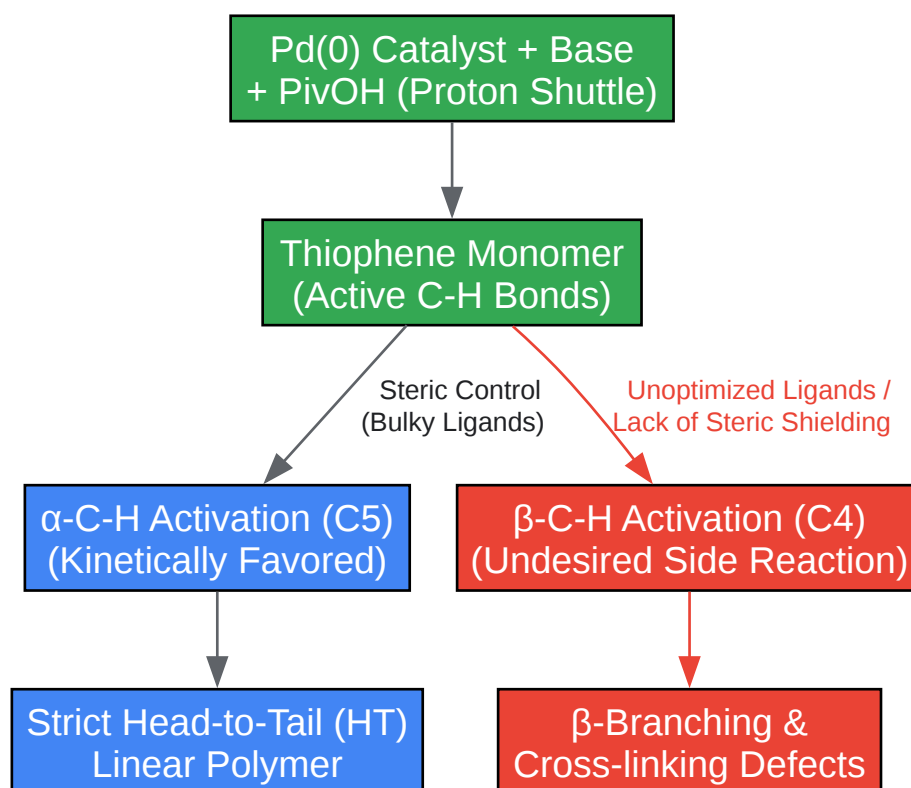 Pd(0) Catalyst + Base
+ PivOH (Proton Shuttle)
Thiophene Monomer
(Active C-H Bonds)
Steric Control
(Bulky Ligands)
Unoptimized Ligands /
Lack of Steric Shielding
α-C-H Activation (C5)
(Kinetically Favored)
β-C-H Activation (C4)
(Undesired Side Reaction)
Strict Head-to-Tail (HT)
Linear Polymer
β-Branching &
Cross-linking Defects